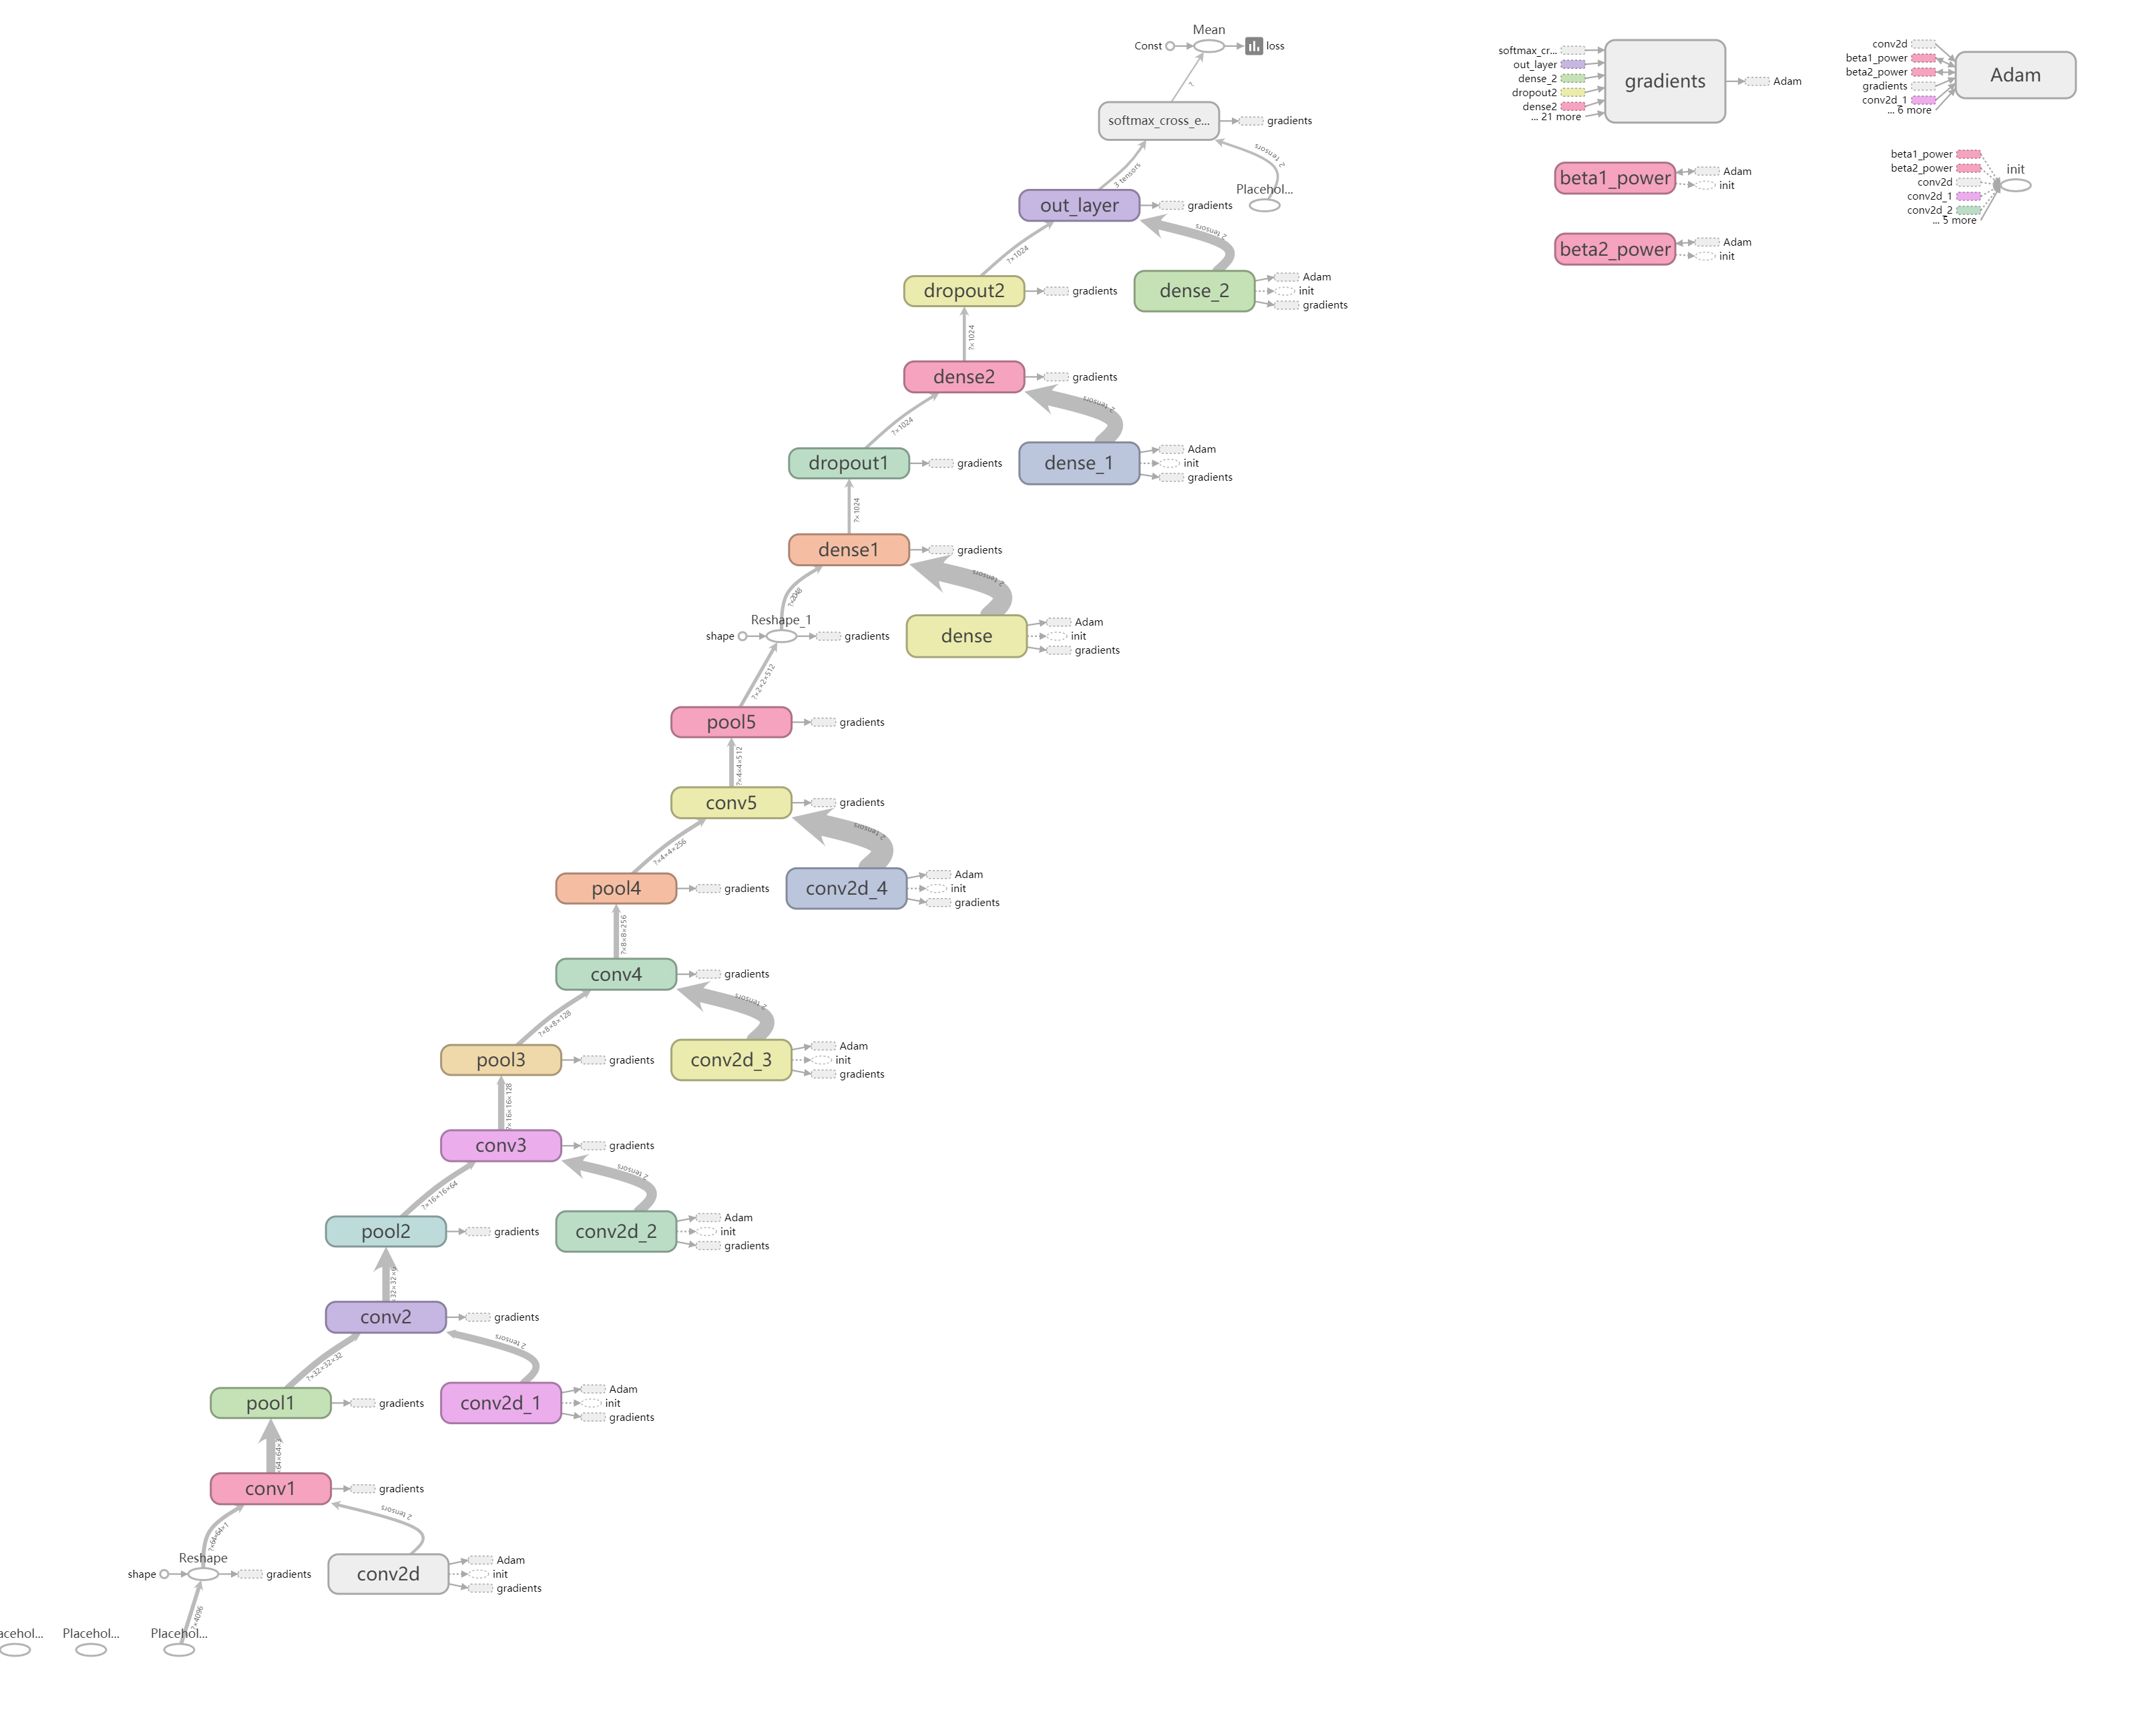 Mean
Const
loss
?
softmax_cross_e...
gradients
3 tensors
2 tensors
Placehol...
out_layer
gradients
?×1024
2 tensors
dropout2
gradients
dense_2
Adam
init
gradients
?×1024
dense2
gradients
?×1024
2 tensors
dropout1
gradients
dense_1
Adam
init
gradients
?×1024
dense1
gradients
?×2048
2 tensors
Reshape_1
shape
gradients
dense
Adam
init
gradients
?×2×2×512
pool5
gradients
?×4×4×512
conv5
gradients
?×4×4×256
2 tensors
pool4
gradients
conv2d_4
Adam
init
gradients
?×8×8×256
conv4
gradients
?×8×8×128
2 tensors
pool3
gradients
conv2d_3
Adam
init
gradients
?×16×16×128
conv3
gradients
?×16×16×64
2 tensors
pool2
gradients
conv2d_2
Adam
init
gradients
conv2
gradients
?×32×32×32
2 tensors
pool1
gradients
conv2d_1
Adam
init
gradients
conv1
gradients
?×64×64×1
2 tensors
Reshape
shape
gradients
conv2d
Adam
init
gradients
?×4096
acehol...
Placehol...
Placehol...
softmax_cr...
out_layer
dense_2
dropout2
dense2
... 21 more
gradients
Adam
conv2d
beta1_power
beta2_power
gradients
conv2d_1
... 6 more
Adam
beta1_power
Adam
init
beta1_power
beta2_power
conv2d
conv2d_1
conv2d_2
... 5 more
init
beta2_power
Adam
init